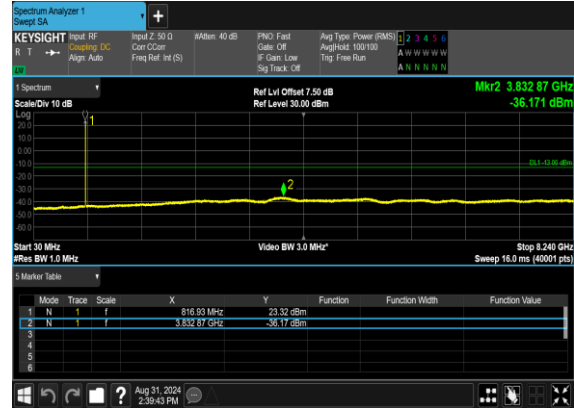 Spectrum Analyzer 1
Swept SA
+
KEYSIGHT Input: RF Input Z: 50 Ω #Atten: 40 dB PNO: Fast Avg Type: Power (RMS) 1 2 3 4 5 6
R T Coupling: DC Corr CCorr Gate: Off Avg|Hold: 100/100 A W W W W W
Align: Auto Freq Ref: Int (S) IF Gain: Low Trig: Free Run
Sig Track: Off A N N N N N
1 Spectrum Ref Lvl Offset 7.50 dB Mkr2 3.832 87 GHz
Scale/Div 10 dB Ref Level 30.00 dBm -36.171 dBm
Log
20.0
10.0
0.00
-10.0
-20.0
-30.0
-40.0
-50.0
-60.0
1
2
DL1 -13.00 dBm
Start 30 MHz Video BW 3.0 MHz* Stop 8.240 GHz
#Res BW 1.0 MHz Sweep 16.0 ms (40001 pts)
5 Marker Table
Mode Trace Scale X Y Function Function Width Function Value
1 N 1 f 816.93 MHz 23.32 dBm
2 N 1 f 3.832 87 GHz -36.17 dBm
3
4
5
6
? Aug 31, 2024
2:39:43 PM